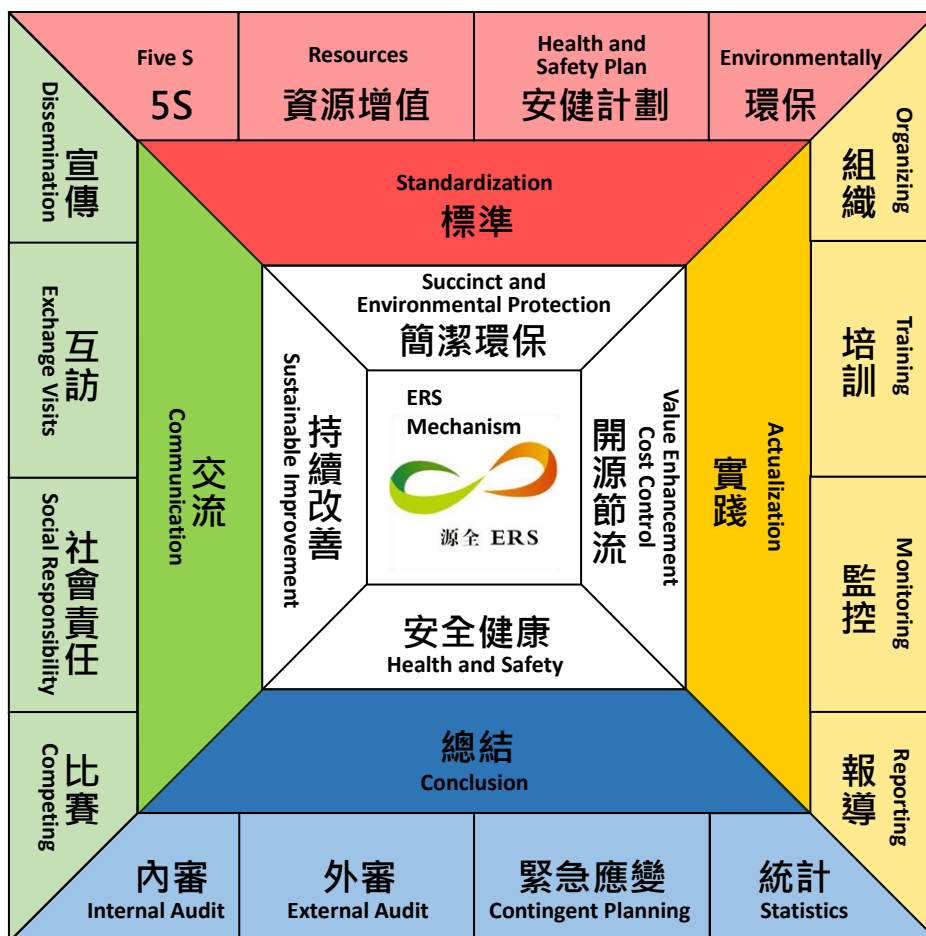 Five S
5S
Resources
資源增值
Health and
Safety Plan
安健計劃
Environmentally
環保
Dissemination
宣傳
Exchange Visits
互訪
Social Responsibility
社會責任
Competing
比賽
Organizing
組織
Training
培訓
Monitoring
監控
Reporting
報導
Standardization
標準
Communication
交流
Actualization
實踐
總結
Conclusion
Succinct and
Environmental Protection
簡潔環保
Sustainable Improvement
持續改善
Value Enhancement
Cost Control
開源節流
安全健康
Health and Safety
ERS
Mechanism
源全 ERS
內審
Internal Audit
外審
External Audit
緊急應變
Contingent Planning
統計
Statistics